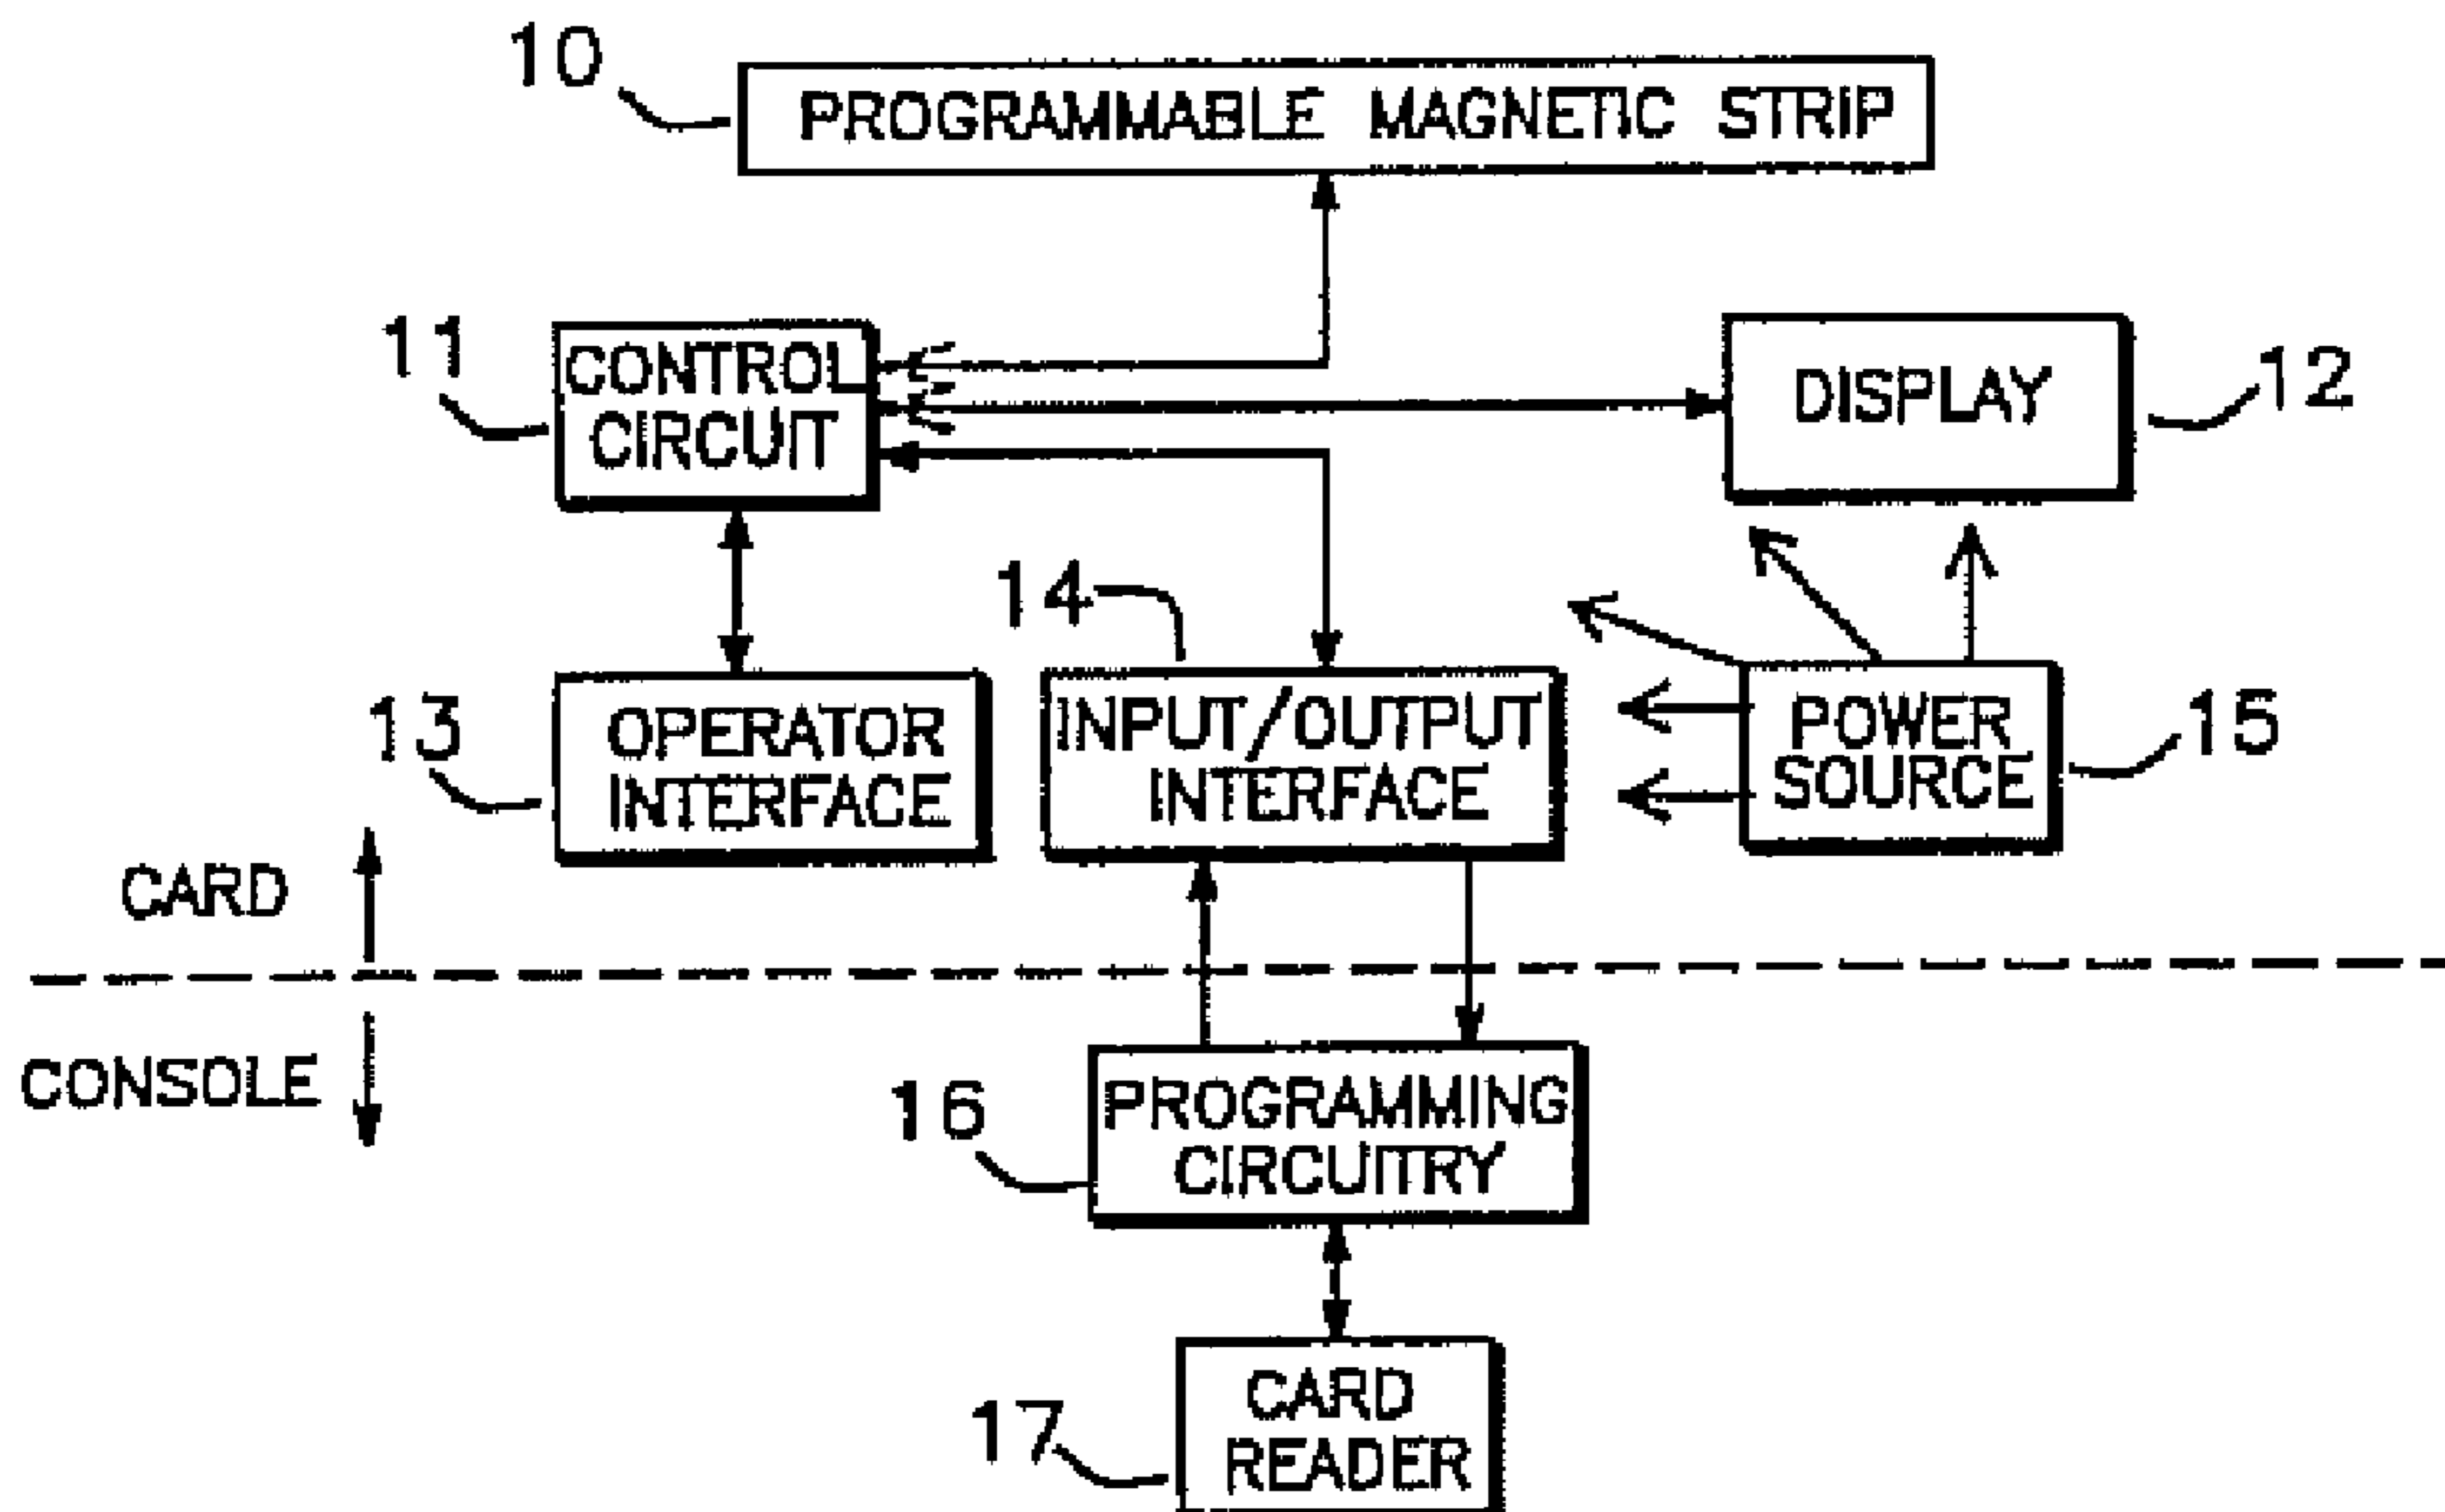 10
PROGRAMMABLE MAGNETIC STRIP
11
CONTROL
CIRCUIT
DISPLAY
12
14
13
OPERATOR
INTERFACE
INPUT/OUTPUT
INTERFACE
POWER
SOURCE
15
CARD
CONSOLE
16
PROGRAMMING
CIRCUITRY
17
CARD
READER